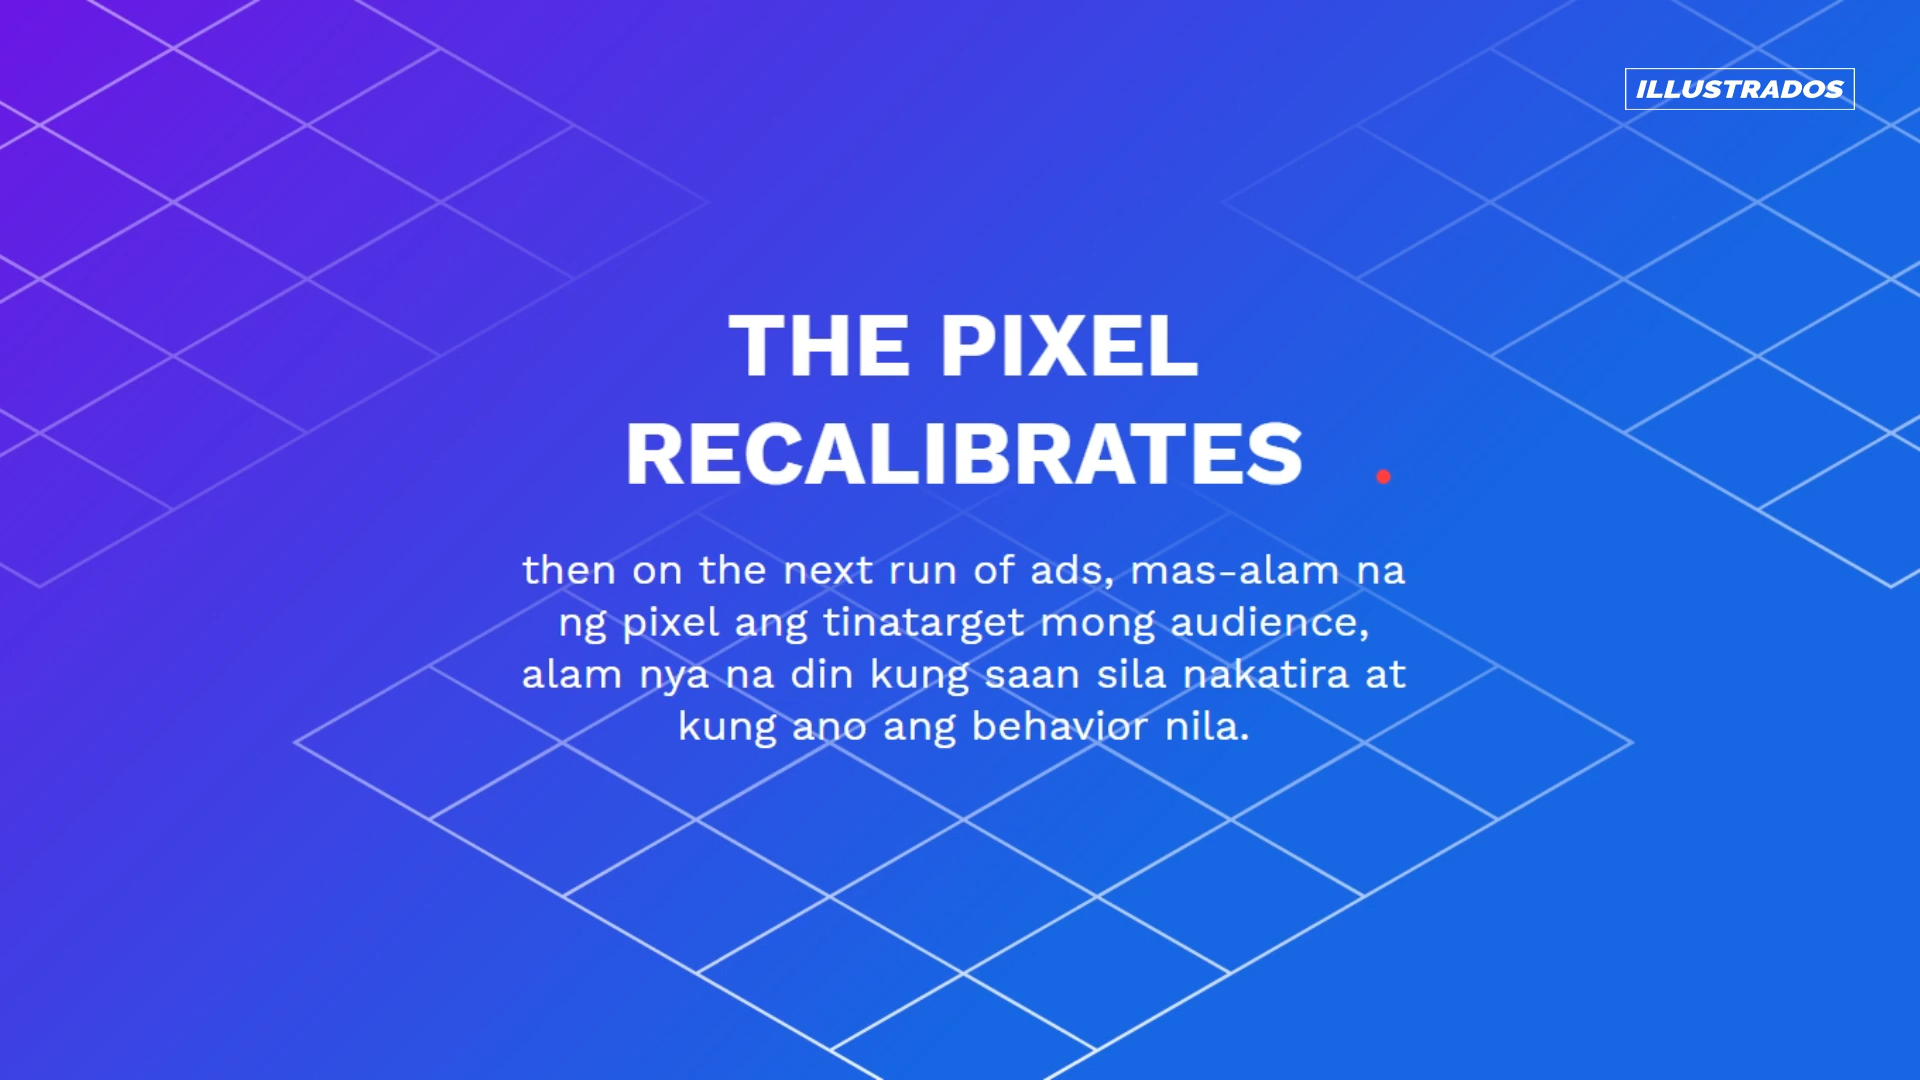 ILLUSTRADOS
THE PIXEL
RECALIBRATES
then on the next run of ads, mas-alam na
ng pixel ang tinatarget mong audience,
alam nya na din kung saan sila nakatira at
kung ano ang behavior nila.